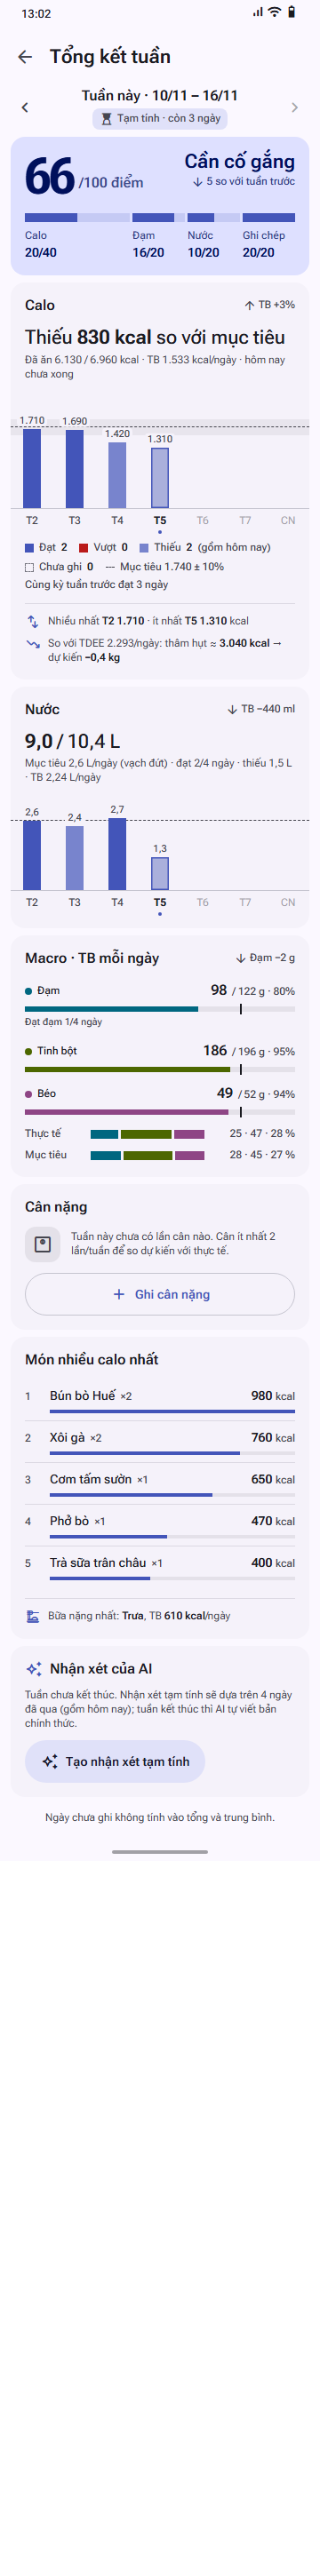 13:02
Tổng kết tuần
Tuần này · 10/11 – 16/11
Tạm tính · còn 3 ngày
66 /100 điểm
Cần cố gắng
↓ 5 so với tuần trước
Calo Đạm Nước Ghi chép
20/40 16/20 10/20 20/20
Calo ↑ TB +3%
Thiếu 830 kcal so với mục tiêu
Đã ăn 6.130 / 6.960 kcal · TB 1.533 kcal/ngày · hôm nay
chưa xong
1.710 1.690 1.420 1.310
T2 T3 T4 T5 T6 T7 CN
Đạt 2 Vượt 0 Thiếu 2 (gồm hôm nay)
Chưa ghi 0 --- Mục tiêu 1.740 ± 10%
Cùng kỳ tuần trước đạt 3 ngày
Nhiều nhất T2 1.710 · ít nhất T5 1.310 kcal
So với TDEE 2.293/ngày: thâm hụt ≈ 3.040 kcal →
dự kiến −0,4 kg
Nước ↓ TB −440 ml
9,0 / 10,4 L
Mục tiêu 2,6 L/ngày (vạch đứt) · đạt 2/4 ngày · thiếu 1,5 L
· TB 2,24 L/ngày
2,6 2,4 2,7 1,3
T2 T3 T4 T5 T6 T7 CN
Macro · TB mỗi ngày ↓ Đạm −2 g
Đạm 98 / 122 g · 80%
Đạt đạm 1/4 ngày
Tinh bột 186 / 196 g · 95%
Béo 49 / 52 g · 94%
Thực tế 25 · 47 · 28 %
Mục tiêu 28 · 45 · 27 %
Cân nặng
Tuần này chưa có lần cân nào. Cân ít nhất 2
lần/tuần để so dự kiến với thực tế.
+ Ghi cân nặng
Món nhiều calo nhất
1 Bún bò Huế ×2 980 kcal
2 Xôi gà ×2 760 kcal
3 Cơm tấm sườn ×1 650 kcal
4 Phở bò ×1 470 kcal
5 Trà sữa trân châu ×1 400 kcal
Bữa nặng nhất: Trưa, TB 610 kcal/ngày
Nhận xét của AI
Tuần chưa kết thúc. Nhận xét tạm tính sẽ dựa trên 4 ngày
đã qua (gồm hôm nay); tuần kết thúc thì AI tự viết bản
chính thức.
Tạo nhận xét tạm tính
Ngày chưa ghi không tính vào tổng và trung bình.